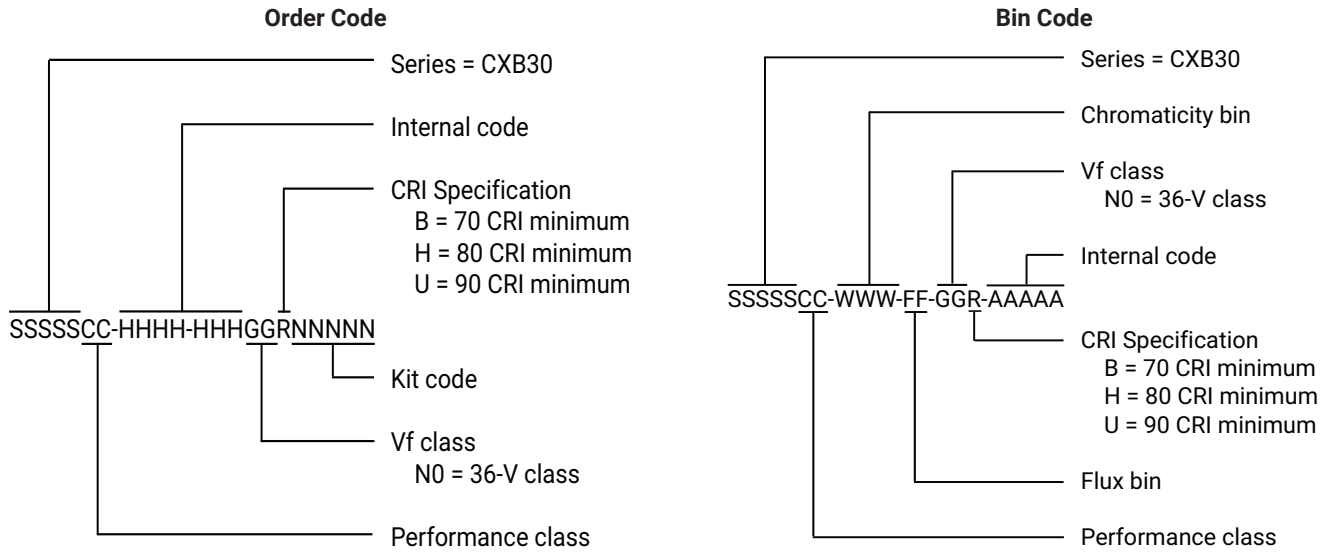 Order Code
Series = CXB30
Internal code
CRI Specification
B = 70 CRI minimum
H = 80 CRI minimum
U = 90 CRI minimum
SSSSSCC-HHHH-HHHGGRNNNNN
Kit code
Vf class
N0 = 36-V class
Performance class
Bin Code
Series = CXB30
Chromaticity bin
Vf class
N0 = 36-V class
Internal code
SSSSSCC-WWW-FF-GGR-AAAAA
CRI Specification
B = 70 CRI minimum
H = 80 CRI minimum
U = 90 CRI minimum
Flux bin
Performance class